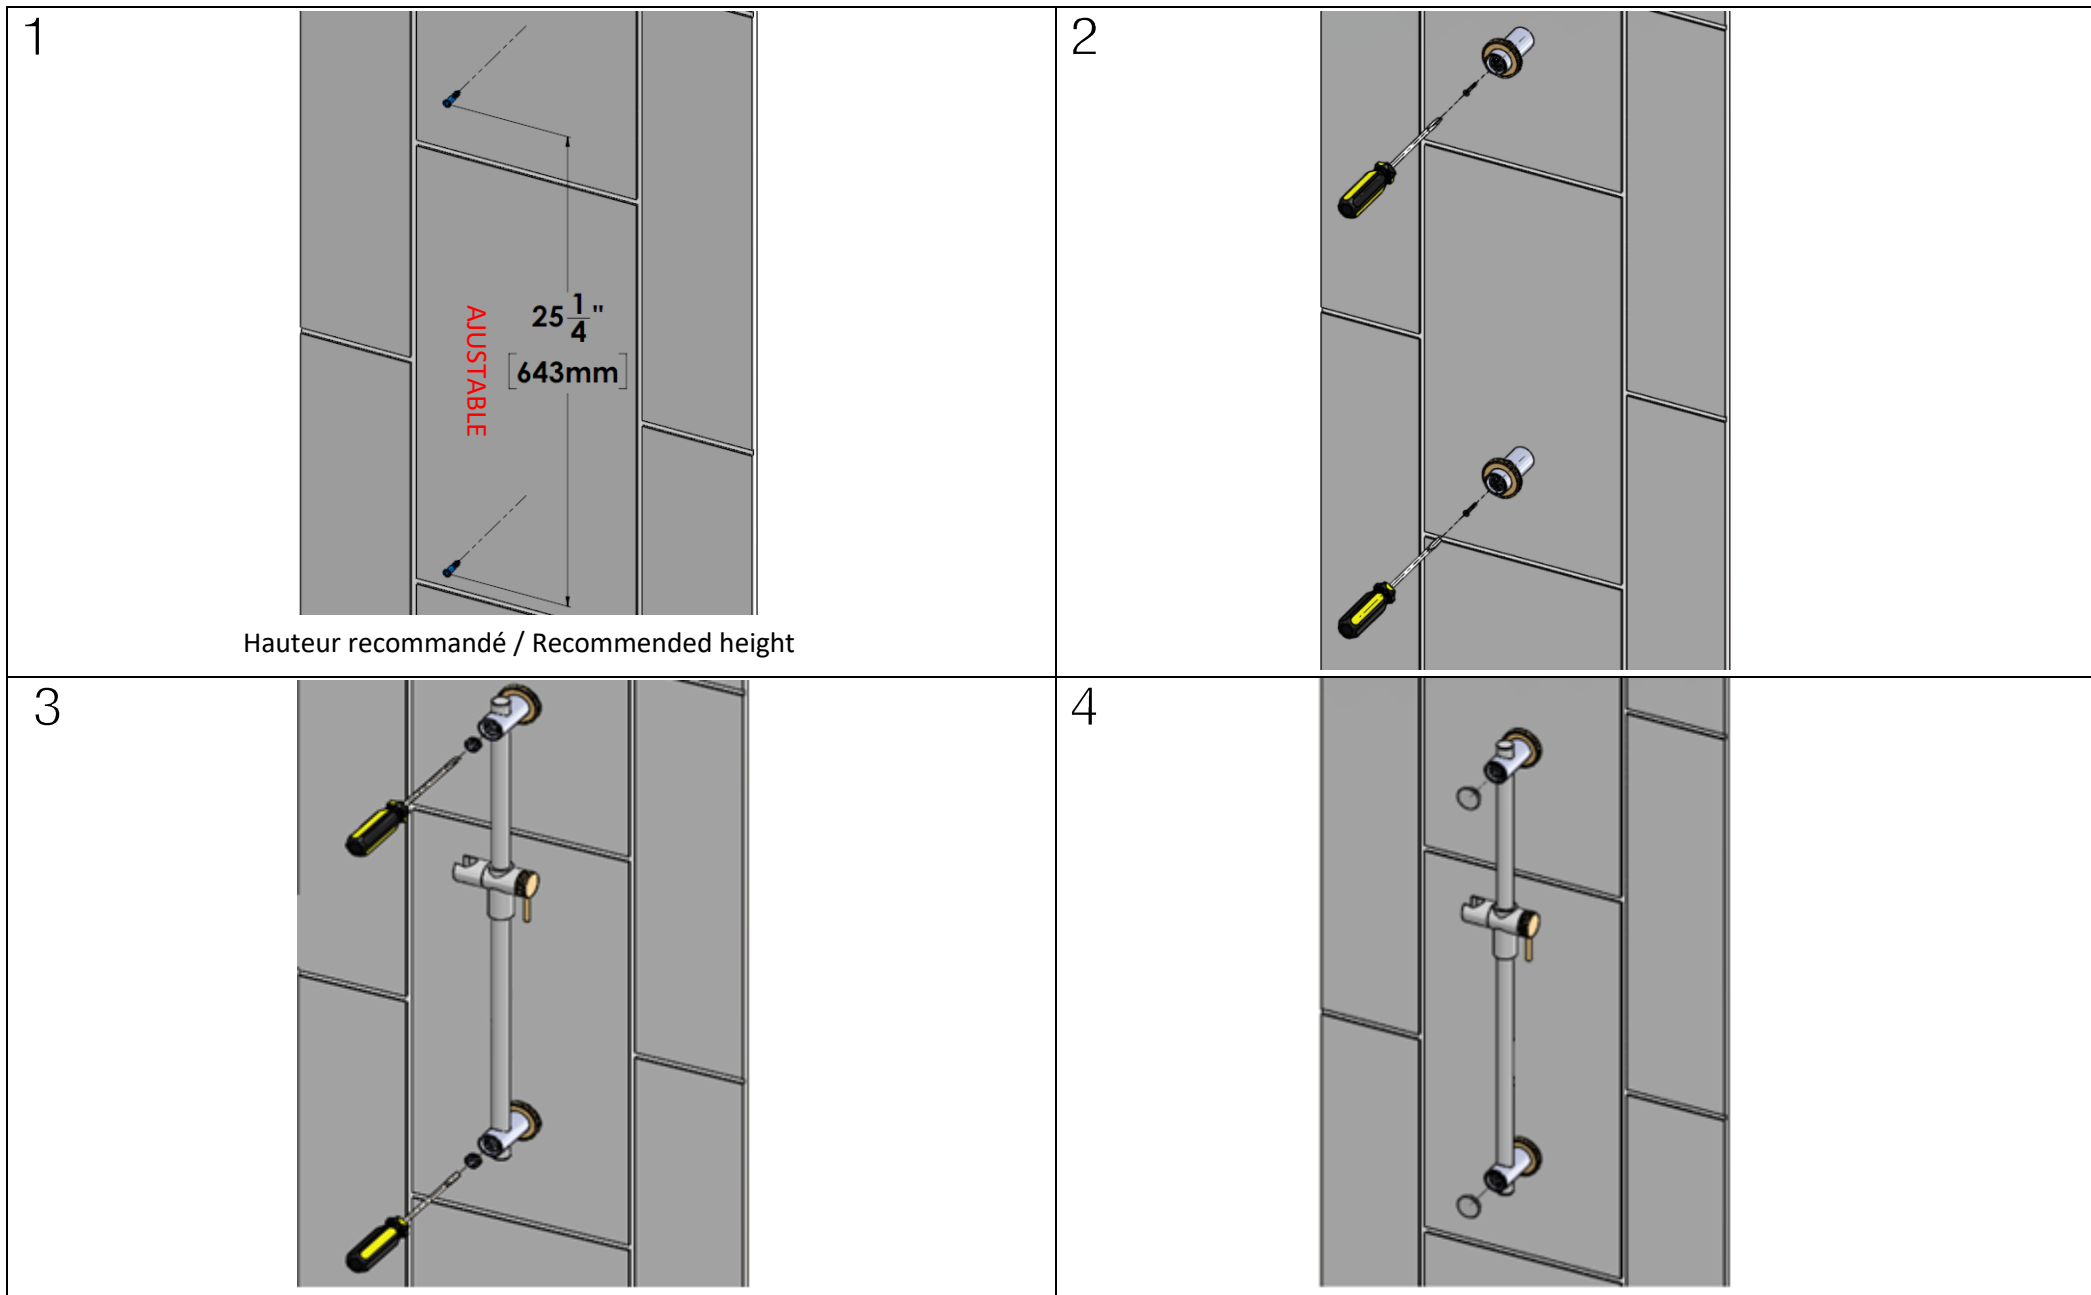 1
AJUSTABLE
25 1/4"
[643mm]
Hauteur recommandé / Recommended height
2
3
4